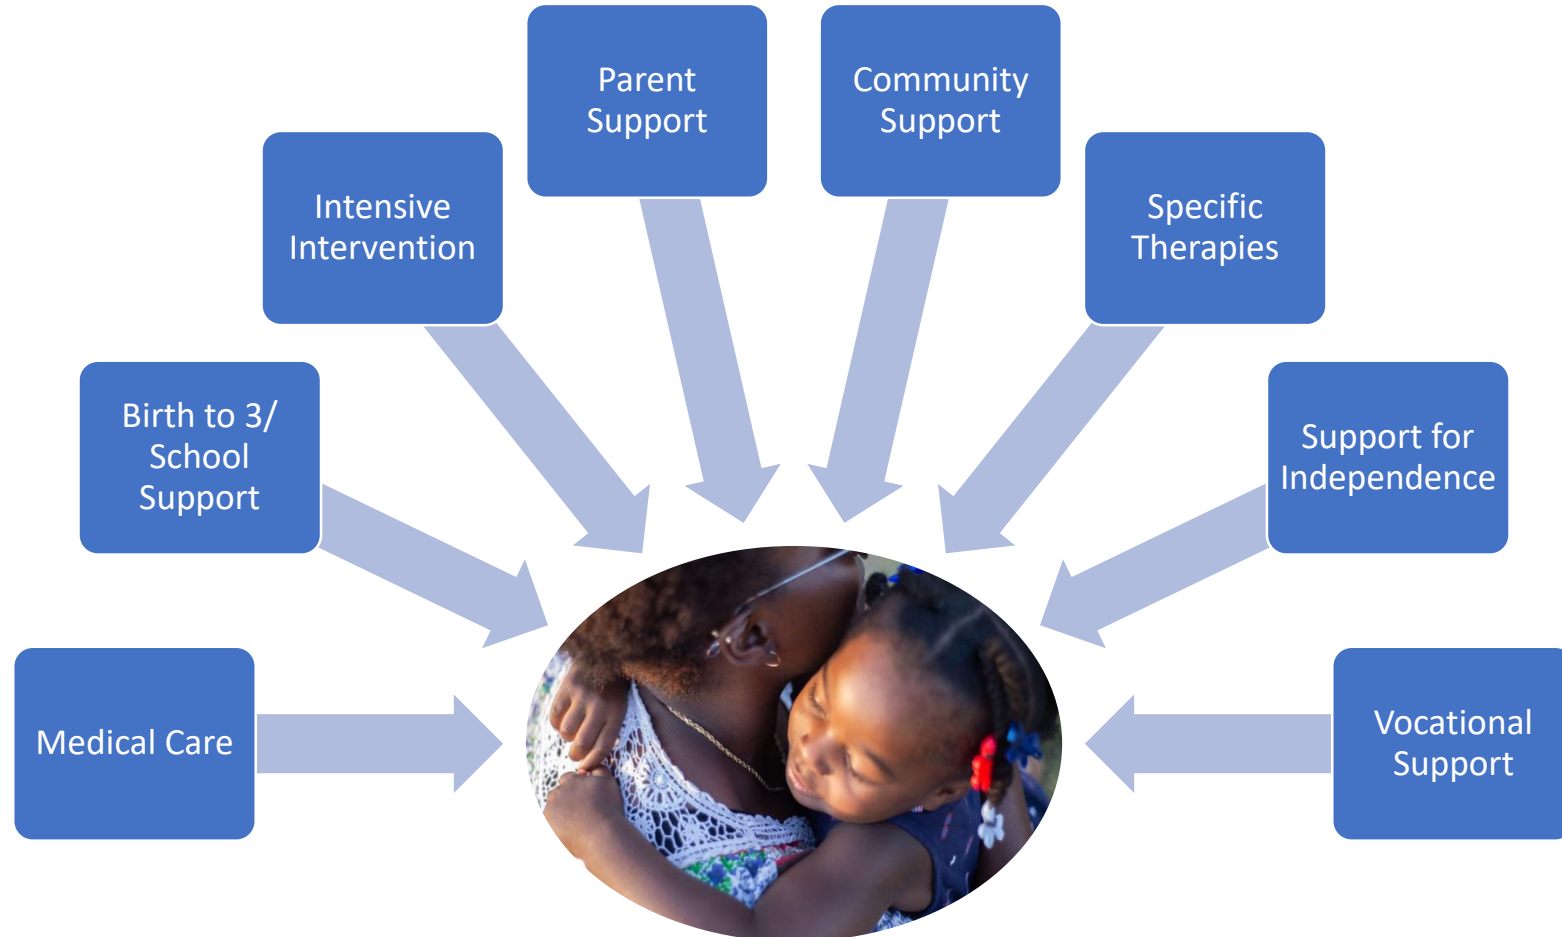 Parent
Support
Community
Support
Intensive
Intervention
Specific
Therapies
Birth to 3/
School
Support
Support for
Independence
Medical Care
Vocational
Support